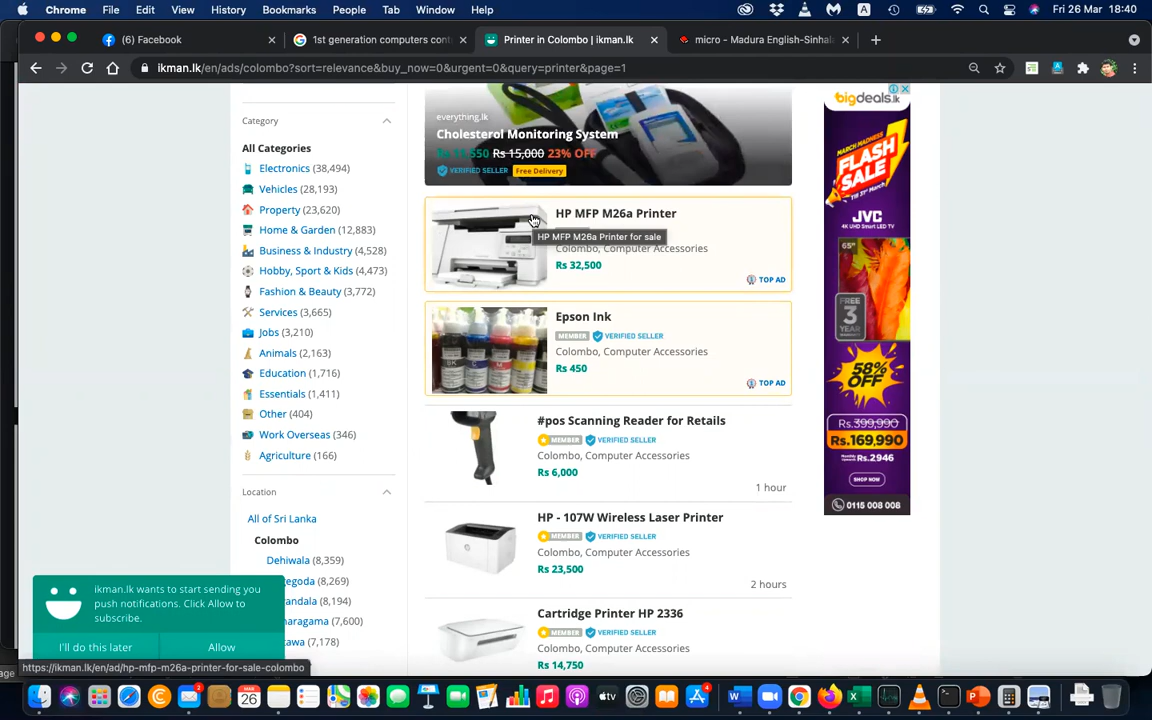 Chrome File Edit View History Bookmarks People Tab Window Help Fri 26 Mar 18:40
(6) Facebook
1st generation computers cont
Printer in Colombo | ikman.lk
micro - Madura English-Sinhala
ikman.lk/en/ads/colombo?sort=relevance&buy_now=0&urgent=0&query=printer&page=1
Category
All Categories
Electronics (38,494)
Vehicles (28,193)
Property (23,620)
Home & Garden (12,883)
Business & Industry (4,528)
Hobby, Sport & Kids (4,473)
Fashion & Beauty (3,772)
Services (3,665)
Jobs (3,210)
Animals (2,163)
Education (1,716)
Essentials (1,411)
Other (404)
Work Overseas (346)
Agriculture (166)
Location
All of Sri Lanka
Colombo
Dehiwala (8,359)
egoda (8,269)
andala (8,194)
haragama (7,600)
awa (7,178)
ikman.lk wants to start sending you
push notifications. Click Allow to
subscribe.
I'll do this later
Allow
https://ikman.lk/en/ad/hp-mfp-m26a-printer-for-sale-colombo
everything.lk
Cholesterol Monitoring System
Rs 15,000 23% OFF
VERIFIED SELLER Free Delivery
HP MFP M26a Printer
HP MFP M26a Printer for sale
Colombo, Computer Accessories
Rs 32,500
TOP AD
Epson Ink
MEMBER VERIFIED SELLER
Colombo, Computer Accessories
Rs 450
TOP AD
#pos Scanning Reader for Retails
MEMBER VERIFIED SELLER
Colombo, Computer Accessories
Rs 6,000
1 hour
HP - 107W Wireless Laser Printer
MEMBER VERIFIED SELLER
Colombo, Computer Accessories
Rs 23,500
2 hours
Cartridge Printer HP 2336
MEMBER VERIFIED SELLER
Colombo, Computer Accessories
Rs 14,750
bigdeals.lk
MARCH MADNESS
FLASH
SALE
TILL 31st March
JVC
4K UHD Smart LED TV
65"
FREE
3
YEAR
58%
OFF
Rs.399,990
Rs.169,990
Rs.2946
SHOP NOW
0115 008 008